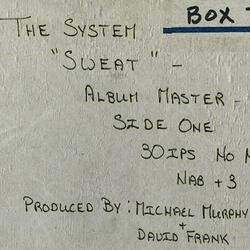 BOX
THE SYSTEM
"SWEAT" -
ALBUM MASTER -
SIDE ONE
30IPS NO
NAB +3
PRODUCED BY: MICHAEL MURPHY
+
DAVID FRANK